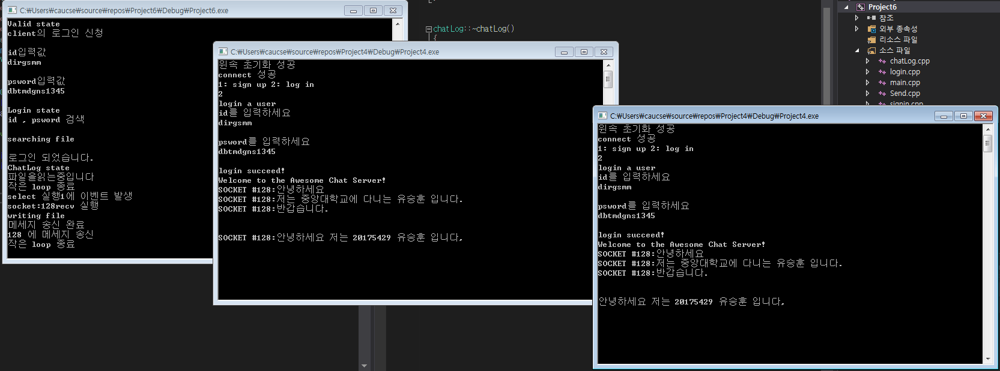 C:₩Users₩caucse₩source₩repos₩Project6₩Debug₩Project6.exe
Valid state
client의 로그인 신청
id입력값
dirgsmm
psword입력값
dbtmdgns1345
Login state
id , psword 검색
searching file
로그인 되었습니다.
ChatLog state
파일을읽는중입니다
작은 loop 종료
select 실행1에 이벤트 발생
socket:128recv 실행
writing file
메세지 송신 완료
128 에 메세지 송신
작은 loop 종료
chatLog::~chatLog()
{
C:₩Users₩caucse₩source₩repos₩Project4₩Debug₩Project4.exe
윈속 초기화 성공
connect 성공
1: sign up 2: log in
2
login a user
id를 입력하세요
dirgsmm
psword를 입력하세요
dbtmdgns1345
login succeed!
Welcome to the Awesome Chat Server!
SOCKET #128:안녕하세요
SOCKET #128:저는 중앙대학교에 다니는 유승훈 입니다.
SOCKET #128:반갑습니다.
SOCKET #128:안녕하세요 저는 20175429 유승훈 입니다.
C:₩Users₩caucse₩source₩repos₩Project4₩Debug₩Project4.exe
윈속 초기화 성공
connect 성공
1: sign up 2: log in
2
login a user
id를 입력하세요
dirgsmm
psword를 입력하세요
dbtmdgns1345
login succeed!
Welcome to the Awesome Chat Server!
SOCKET #128:안녕하세요
SOCKET #128:저는 중앙대학교에 다니는 유승훈 입니다.
SOCKET #128:반갑습니다.
안녕하세요 저는 20175429 유승훈 입니다.
Project6
참조
외부 종속성
리소스 파일
소스 파일
chatLog.cpp
login.cpp
main.cpp
Send.cpp
signin.cpp